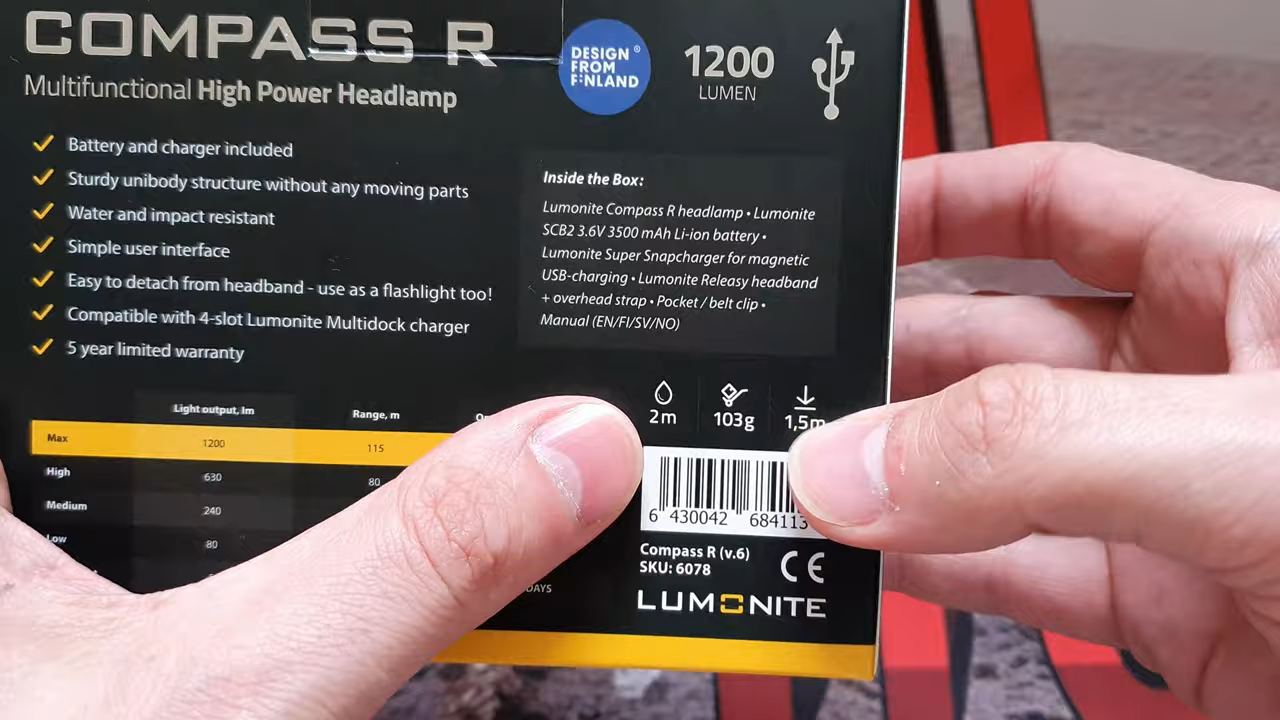 COMPASS R
Multifunctional High Power Headlamp
DESIGN
FROM
FINLAND
1200
LUMEN
Battery and charger included
Sturdy unibody structure without any moving parts
Water and impact resistant
Simple user interface
Easy to detach from headband - use as a flashlight too!
Compatible with 4-slot Lumonite Multidock charger
5 year limited warranty
Inside the Box:
Lumonite Compass R headlamp • Lumonite
SCB2 3.6V 3500 mAh Li-ion battery •
Lumonite Super Snapcharger for magnetic
USB-charging • Lumonite Releasy headband
+ overhead strap • Pocket / belt clip •
Manual (EN/FI/SV/NO)
2m 103g 1,5m
Light output, lm Range, m
Max 1200 115
High 630 80
Medium 240
Low 80
DAYS
6 430042 684113
Compass R (v.6)
SKU: 6078
CE
LUMONITE